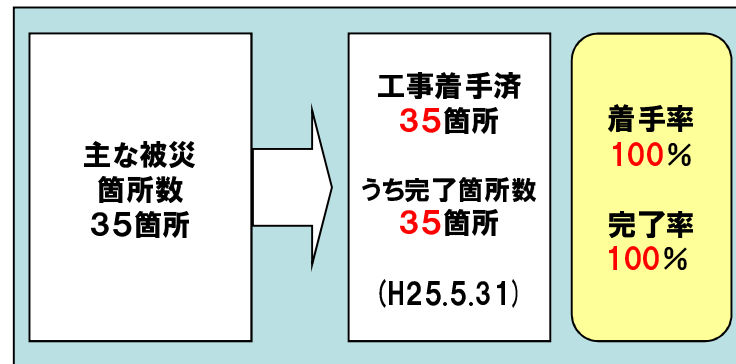 主な被災
箇所数
35箇所
工事着手済
35箇所
うち完了箇所数
35箇所
(H25.5.31)
着手率
100%
完了率
100%